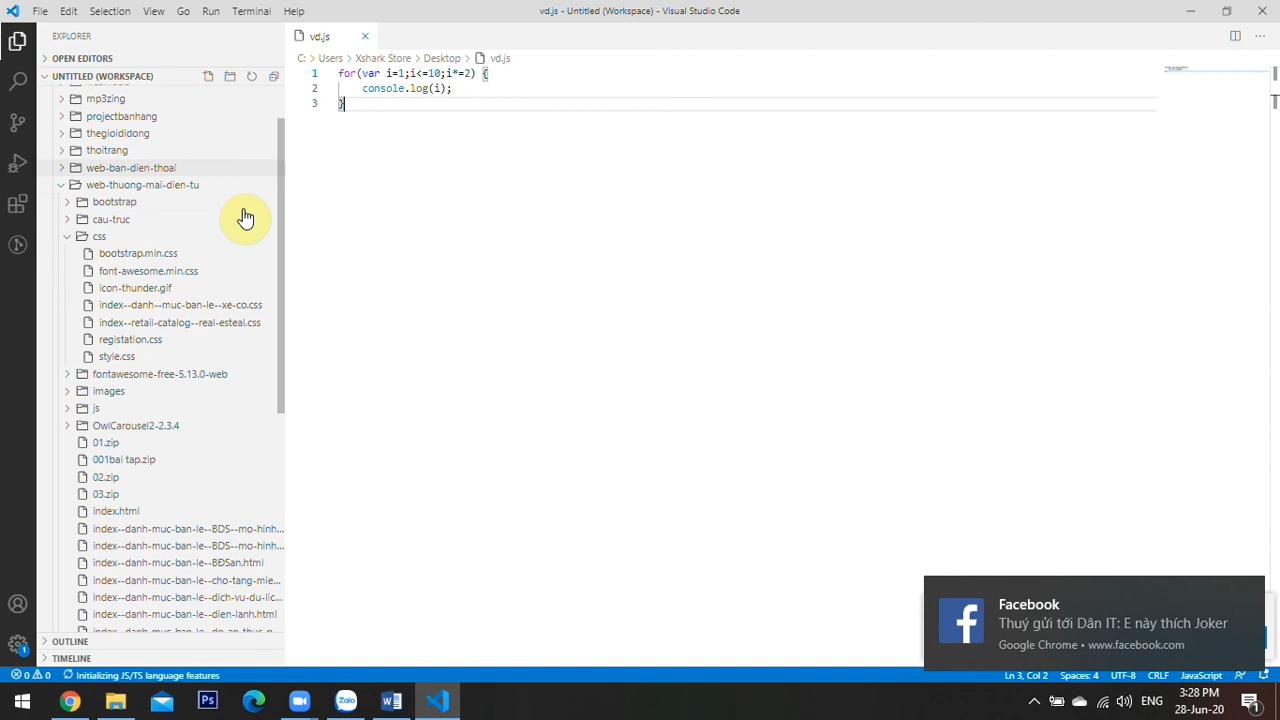 File Edit Selection View Go Run Terminal Help
vd.js - Untitled (Workspace) - Visual Studio Code
EXPLORER
OPEN EDITORS
UNTITLED (WORKSPACE)
mp3zing
projectbanhang
thegioididong
thoitrang
web-ban-dien-thoai
web-thuong-mai-dien-tu
bootstrap
cau-truc
css
bootstrap.min.css
font-awesome.min.css
icon-thunder.gif
index--danh--muc-ban-le--xe-co.css
index--retail-catalog--real-esteal.css
registation.css
style.css
fontawesome-free-5.13.0-web
images
js
OwlCarousel2-2.3.4
01.zip
001bai tap.zip
02.zip
03.zip
index.html
index--danh-muc-ban-le--BDS--mo-hinh...
index--danh-muc-ban-le--BDS--mo-hinh...
index--danh-muc-ban-le--BĐSan.html
index--danh-muc-ban-le--cho-tang-mie...
index--danh-muc-ban-le--dich-vu-du-lic...
index--danh-muc-ban-le--dien-lanh.html
OUTLINE
TIMELINE
vd.js
C: > Users > Xshark Store > Desktop > vd.js
1 for(var i=1;i<=10;i*=2) {
2 console.log(i);
3 }
Facebook
Thuý gửi tới Dân IT: E này thích Joker
Google Chrome • www.facebook.com
0 0 Initializing JS/TS language features
Ln 3, Col 2 Spaces: 4 UTF-8 CRLF JavaScript
Ps
Zalo
ENG
3:28 PM
28-Jun-20
1